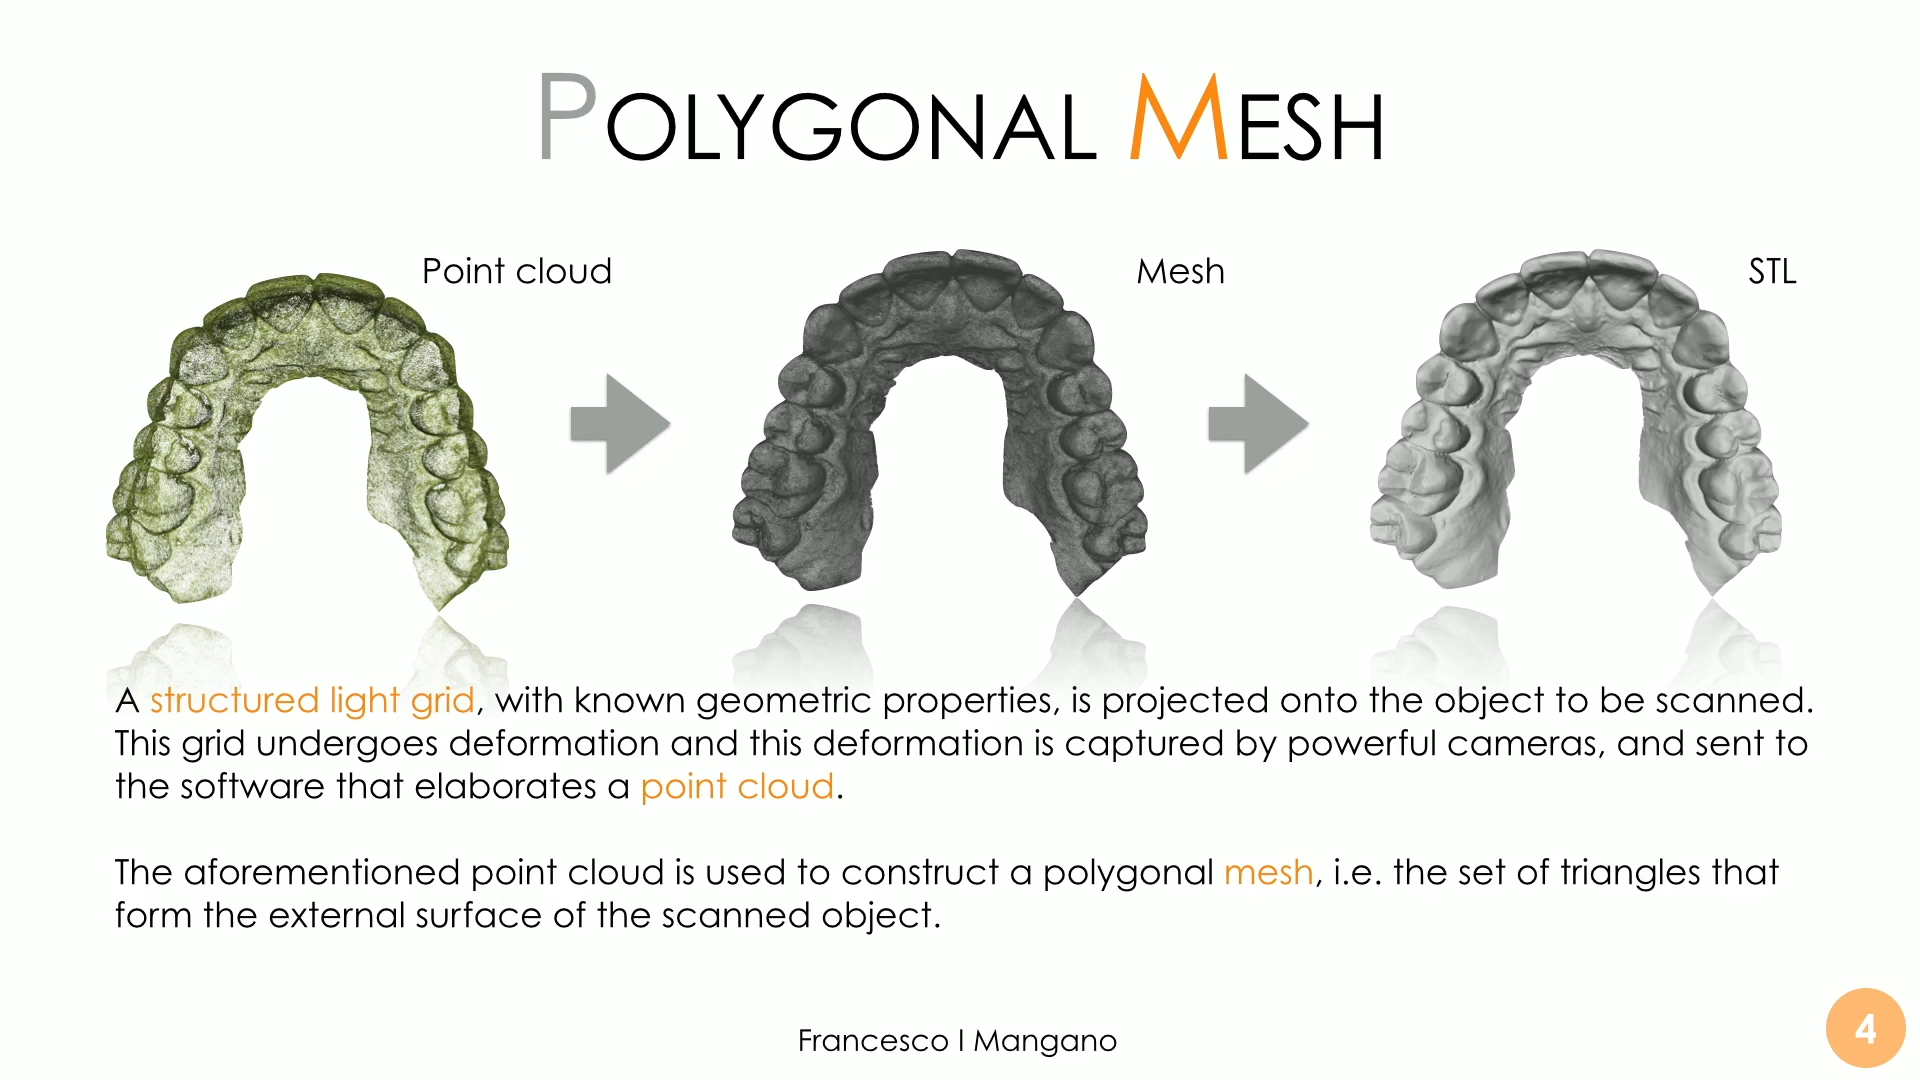 POLYGONAL MESH
Point cloud
Mesh
STL
A structured light grid, with known geometric properties, is projected onto the object to be scanned.
This grid undergoes deformation and this deformation is captured by powerful cameras, and sent to
the software that elaborates a point cloud.
The aforementioned point cloud is used to construct a polygonal mesh, i.e. the set of triangles that
form the external surface of the scanned object.
Francesco I Mangano
4